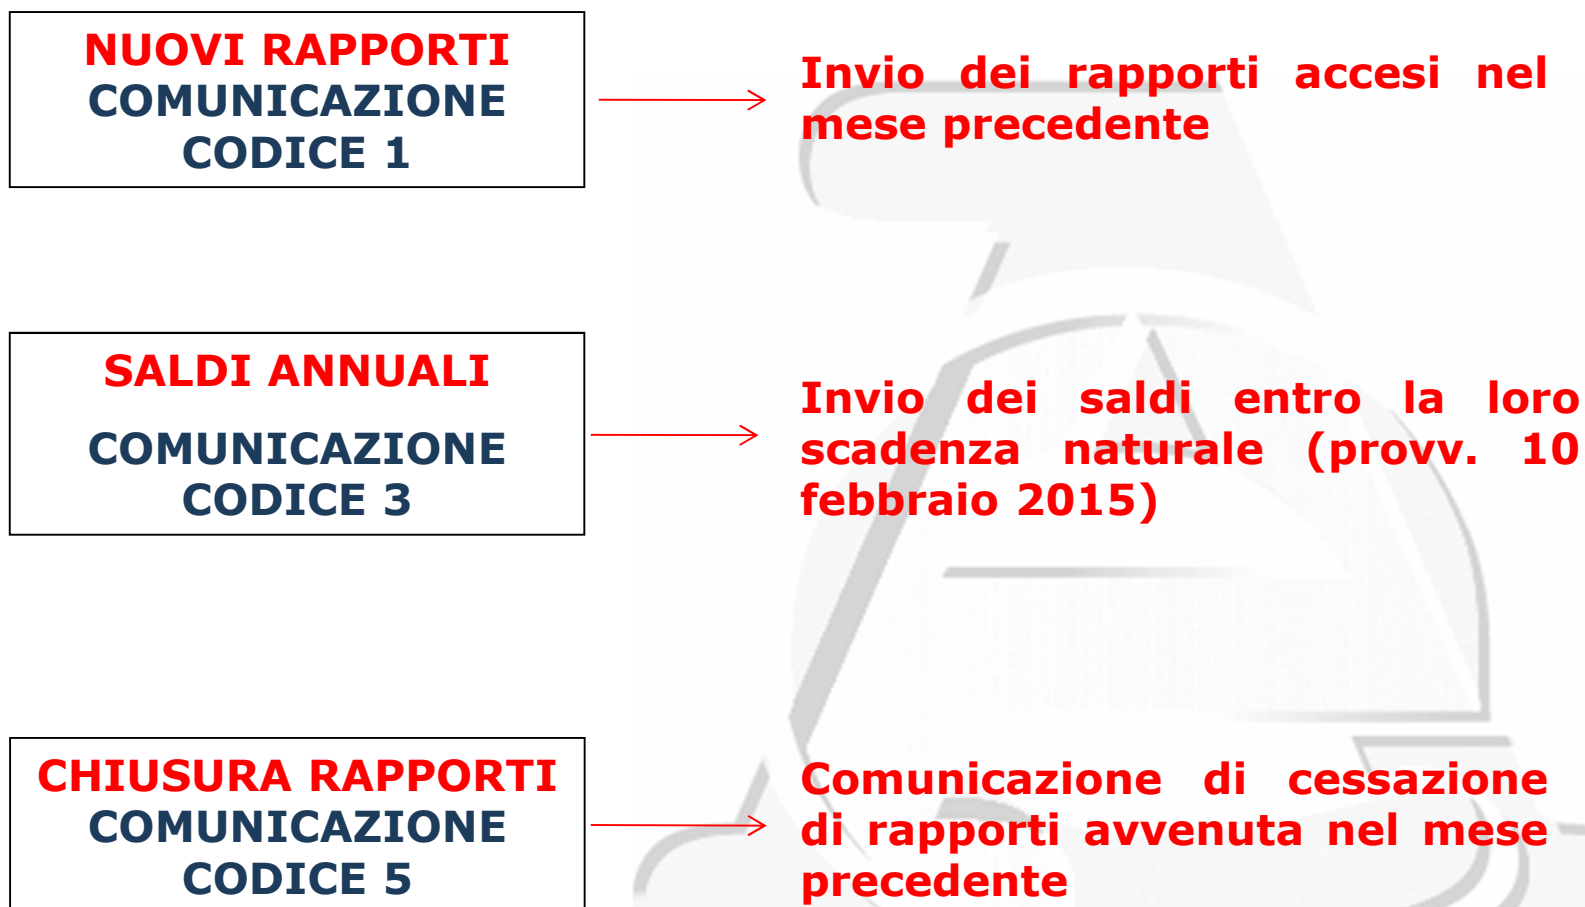 NUOVI RAPPORTI
COMUNICAZIONE
CODICE 1
Invio dei rapporti accesi nel
mese precedente
SALDI ANNUALI
COMUNICAZIONE
CODICE 3
Invio dei saldi entro la loro
scadenza naturale (provv. 10
febbraio 2015)
CHIUSURA RAPPORTI
COMUNICAZIONE
CODICE 5
Comunicazione di cessazione
di rapporti avvenuta nel mese
precedente